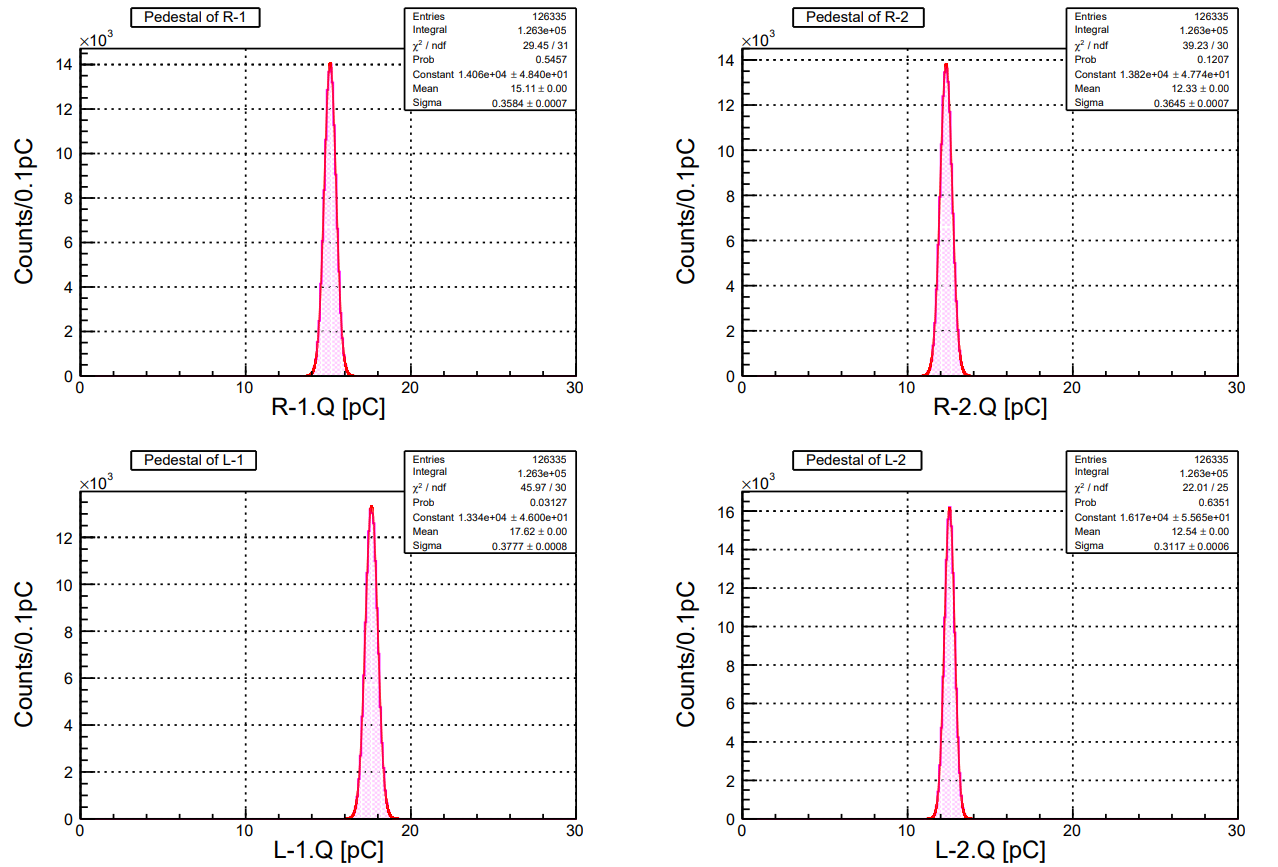 Pedestal of R-1
Entries 126335
Integral 1.263e+05
χ² / ndf 29.45 / 31
Prob 0.5457
Constant 1.406e+04 ± 4.840e+01
Mean 15.11 ± 0.00
Sigma 0.3584 ± 0.0007
×10³
14
12
10
8
6
4
2
0
Counts/0.1pC
0 10 20 30
R-1.Q [pC]
Pedestal of R-2
Entries 126335
Integral 1.263e+05
χ² / ndf 39.23 / 30
Prob 0.1207
Constant 1.382e+04 ± 4.774e+01
Mean 12.33 ± 0.00
Sigma 0.3645 ± 0.0007
×10³
14
12
10
8
6
4
2
0
Counts/0.1pC
0 10 20 30
R-2.Q [pC]
Pedestal of L-1
Entries 126335
Integral 1.263e+05
χ² / ndf 45.97 / 30
Prob 0.03127
Constant 1.334e+04 ± 4.600e+01
Mean 17.62 ± 0.00
Sigma 0.3777 ± 0.0008
×10³
12
10
8
6
4
2
0
Counts/0.1pC
0 10 20 30
L-1.Q [pC]
Pedestal of L-2
Entries 126335
Integral 1.263e+05
χ² / ndf 22.01 / 25
Prob 0.6351
Constant 1.617e+04 ± 5.565e+01
Mean 12.54 ± 0.00
Sigma 0.3117 ± 0.0006
×10³
16
14
12
10
8
6
4
2
0
Counts/0.1pC
0 10 20 30
L-2.Q [pC]